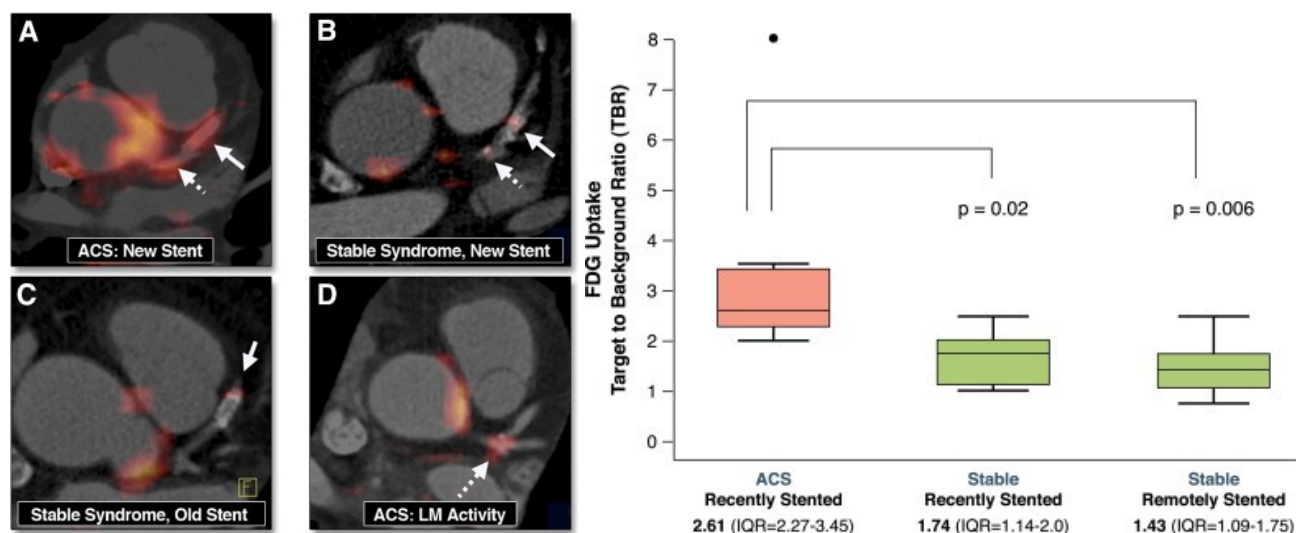 A
ACS: New Stent
B
Stable Syndrome, New Stent
C
Stable Syndrome, Old Stent
F
D
ACS: LM Activity
FDG Uptake
Target to Background Ratio (TBR)
8
7
6
5
4
3
2
1
0
p = 0.02
p = 0.006
ACS
Recently Stented
2.61 (IQR=2.27-3.45)
Stable
Recently Stented
1.74 (IQR=1.14-2.0)
Stable
Remotely Stented
1.43 (IQR=1.09-1.75)